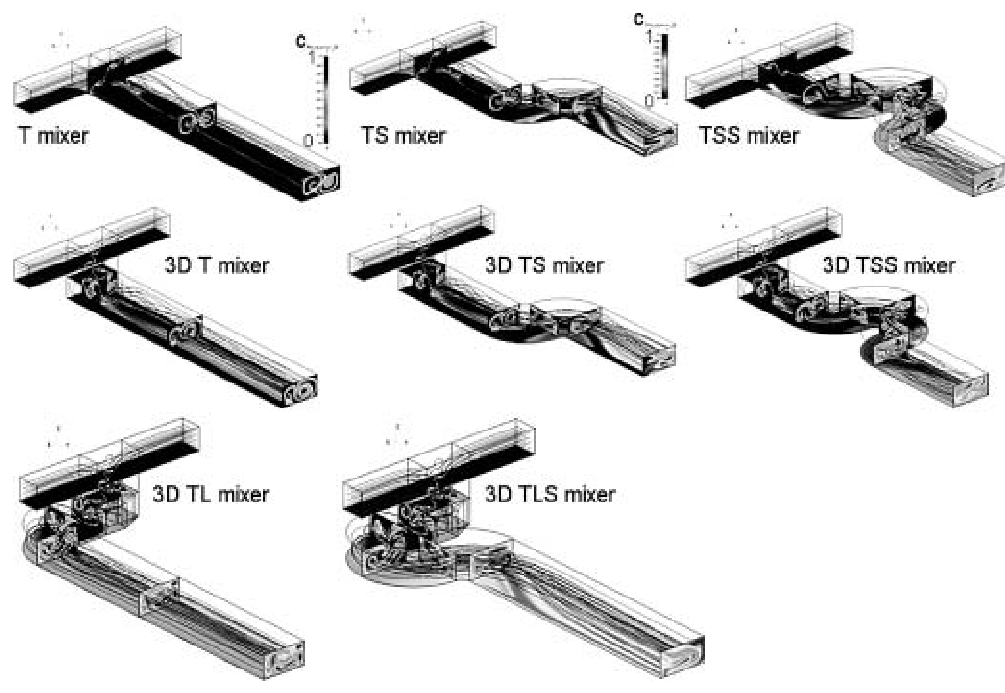 C
1
0
T mixer
C
1
0
TS mixer
TSS mixer
3D T mixer
3D TS mixer
3D TSS mixer
3D TL mixer
3D TLS mixer